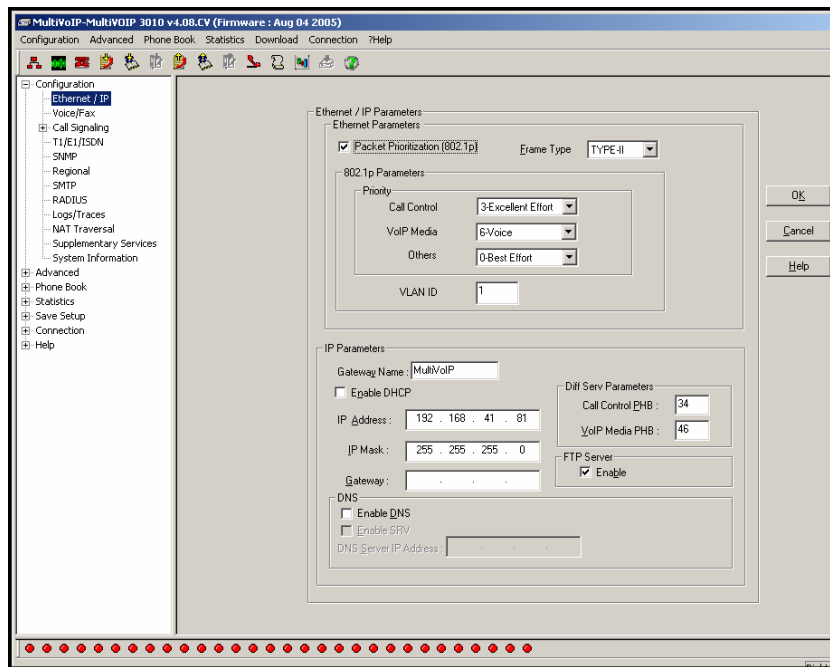 MultiVoIP-MultiVOIP 3010 v4.08.CV (Firmware : Aug 04 2005)
Configuration Advanced Phone Book Statistics Download Connection ?Help
Configuration
Ethernet / IP
Voice/Fax
Call Signaling
T1/E1/ISDN
SNMP
Regional
SMTP
RADIUS
Logs/Traces
NAT Traversal
Supplementary Services
System Information
Advanced
Phone Book
Statistics
Save Setup
Connection
Help
Ethernet / IP Parameters
Ethernet Parameters
Packet Prioritization (802.1p)
Frame Type TYPE-II
802.1p Parameters
Priority
Call Control 3-Excellent Effort
VoIP Media 6-Voice
Others 0-Best Effort
VLAN ID 1
OK
Cancel
Help
IP Parameters
Gateway Name : MultiVoIP
Enable DHCP
IP Address : 192 . 168 . 41 . 81
IP Mask : 255 . 255 . 255 . 0
Gateway : . . .
Diff Serv Parameters
Call Control PHB : 34
VoIP Media PHB : 46
FTP Server
Enable
DNS
Enable DNS
Enable SRV
DNS Server IP Address : . . .